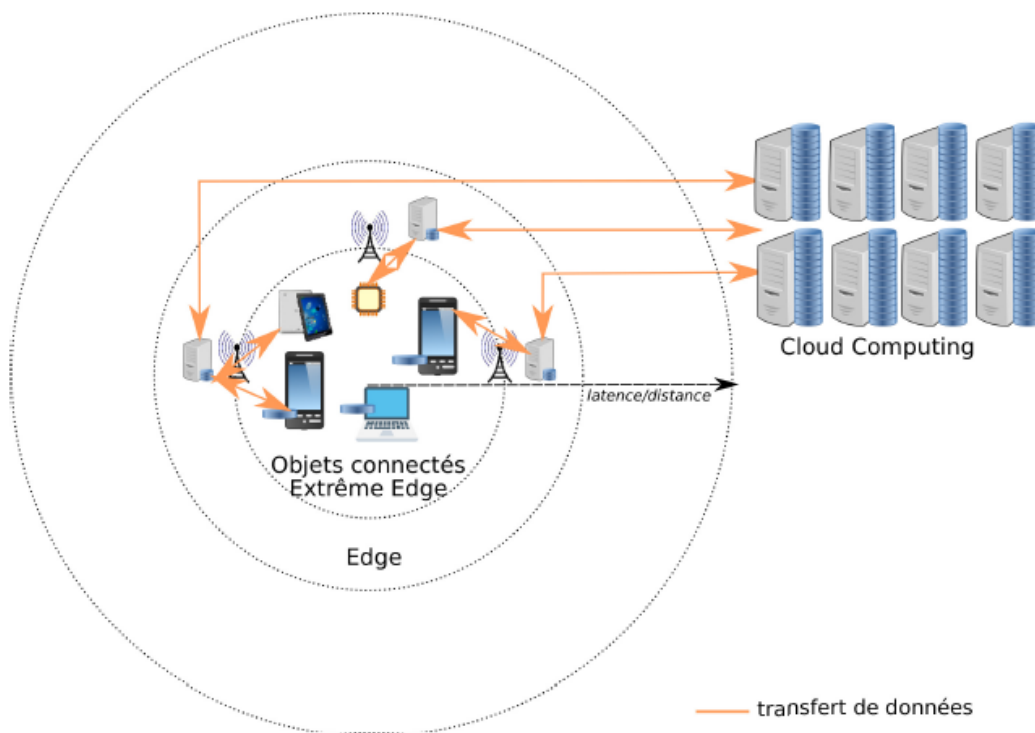 Cloud Computing
latence/distance
Objets connectés
Extrême Edge
Edge
transfert de données